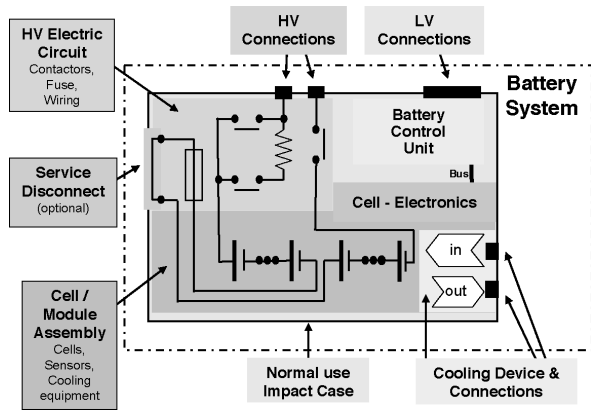 HV Electric
Circuit
Contactors,
Fuse,
Wiring
HV
Connections
LV
Connections
Battery
System
Battery
Control
Unit
Bus
Service
Disconnect
(optional)
Cell - Electronics
in
out
Cell /
Module
Assembly
Cells,
Sensors,
Cooling
equipment
Normal use
Impact Case
Cooling Device &
Connections